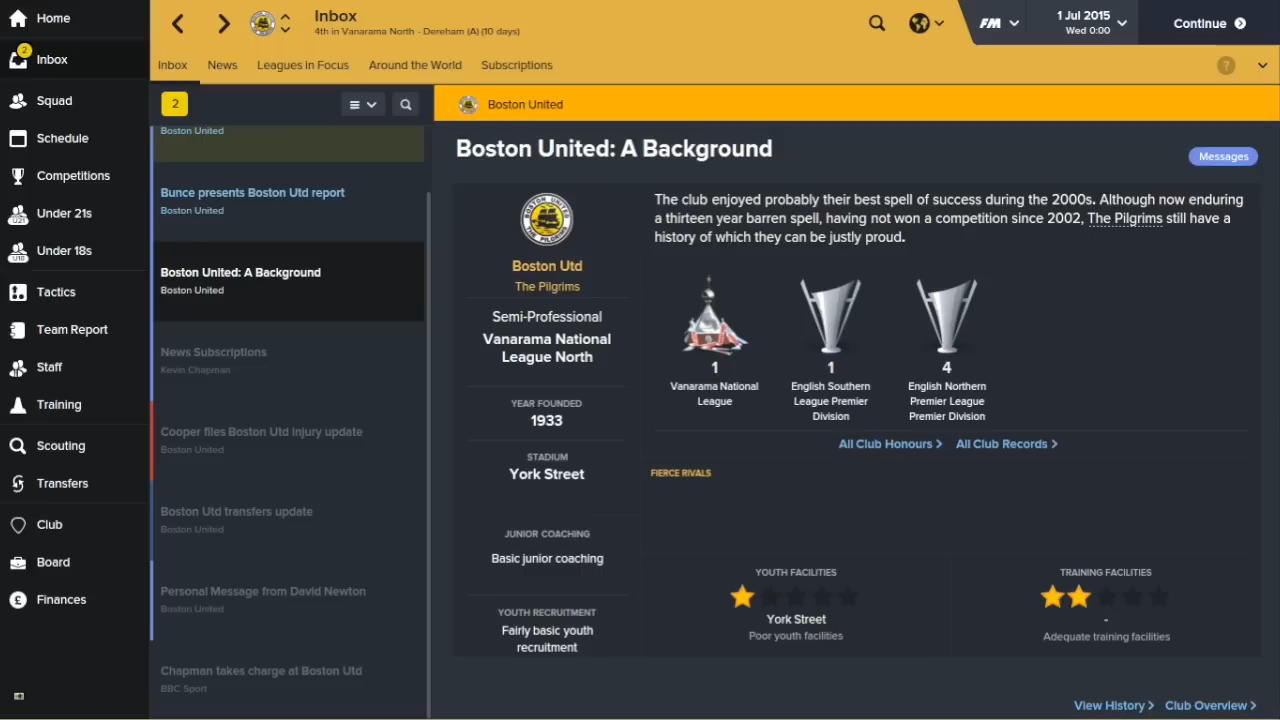 Home
2
Inbox
Squad
Schedule
Competitions
U21
Under 21s
U18
Under 18s
Tactics
Team Report
Staff
Training
Scouting
Transfers
Club
Board
Finances
Inbox
4th in Vanarama North - Dereham (A) (10 days)
FM
1 Jul 2015
Wed 0:00
Continue
Inbox
News
Leagues in Focus
Around the World
Subscriptions
?
2
Boston United
Bunce presents Boston Utd report
Boston United
Boston United: A Background
Boston United
News Subscriptions
Kevin Chapman
Cooper files Boston Utd injury update
Boston United
Boston Utd transfers update
Boston United
Personal Message from David Newton
Boston United
Chapman takes charge at Boston Utd
BBC Sport
Boston United
Boston United: A Background
Messages
BOSTON UNITED
THE PILGRIMS
Boston Utd
The Pilgrims
Semi-Professional
Vanarama National
League North
YEAR FOUNDED
1933
STADIUM
York Street
JUNIOR COACHING
Basic junior coaching
YOUTH RECRUITMENT
Fairly basic youth
recruitment
The club enjoyed probably their best spell of success during the 2000s. Although now enduring
a thirteen year barren spell, having not won a competition since 2002, The Pilgrims still have a
history of which they can be justly proud.
1
Vanarama National
League
1
English Southern
League Premier
Division
4
English Northern
Premier League
Premier Division
All Club Honours >
All Club Records >
FIERCE RIVALS
YOUTH FACILITIES
York Street
Poor youth facilities
TRAINING FACILITIES
-
Adequate training facilities
View History >
Club Overview >